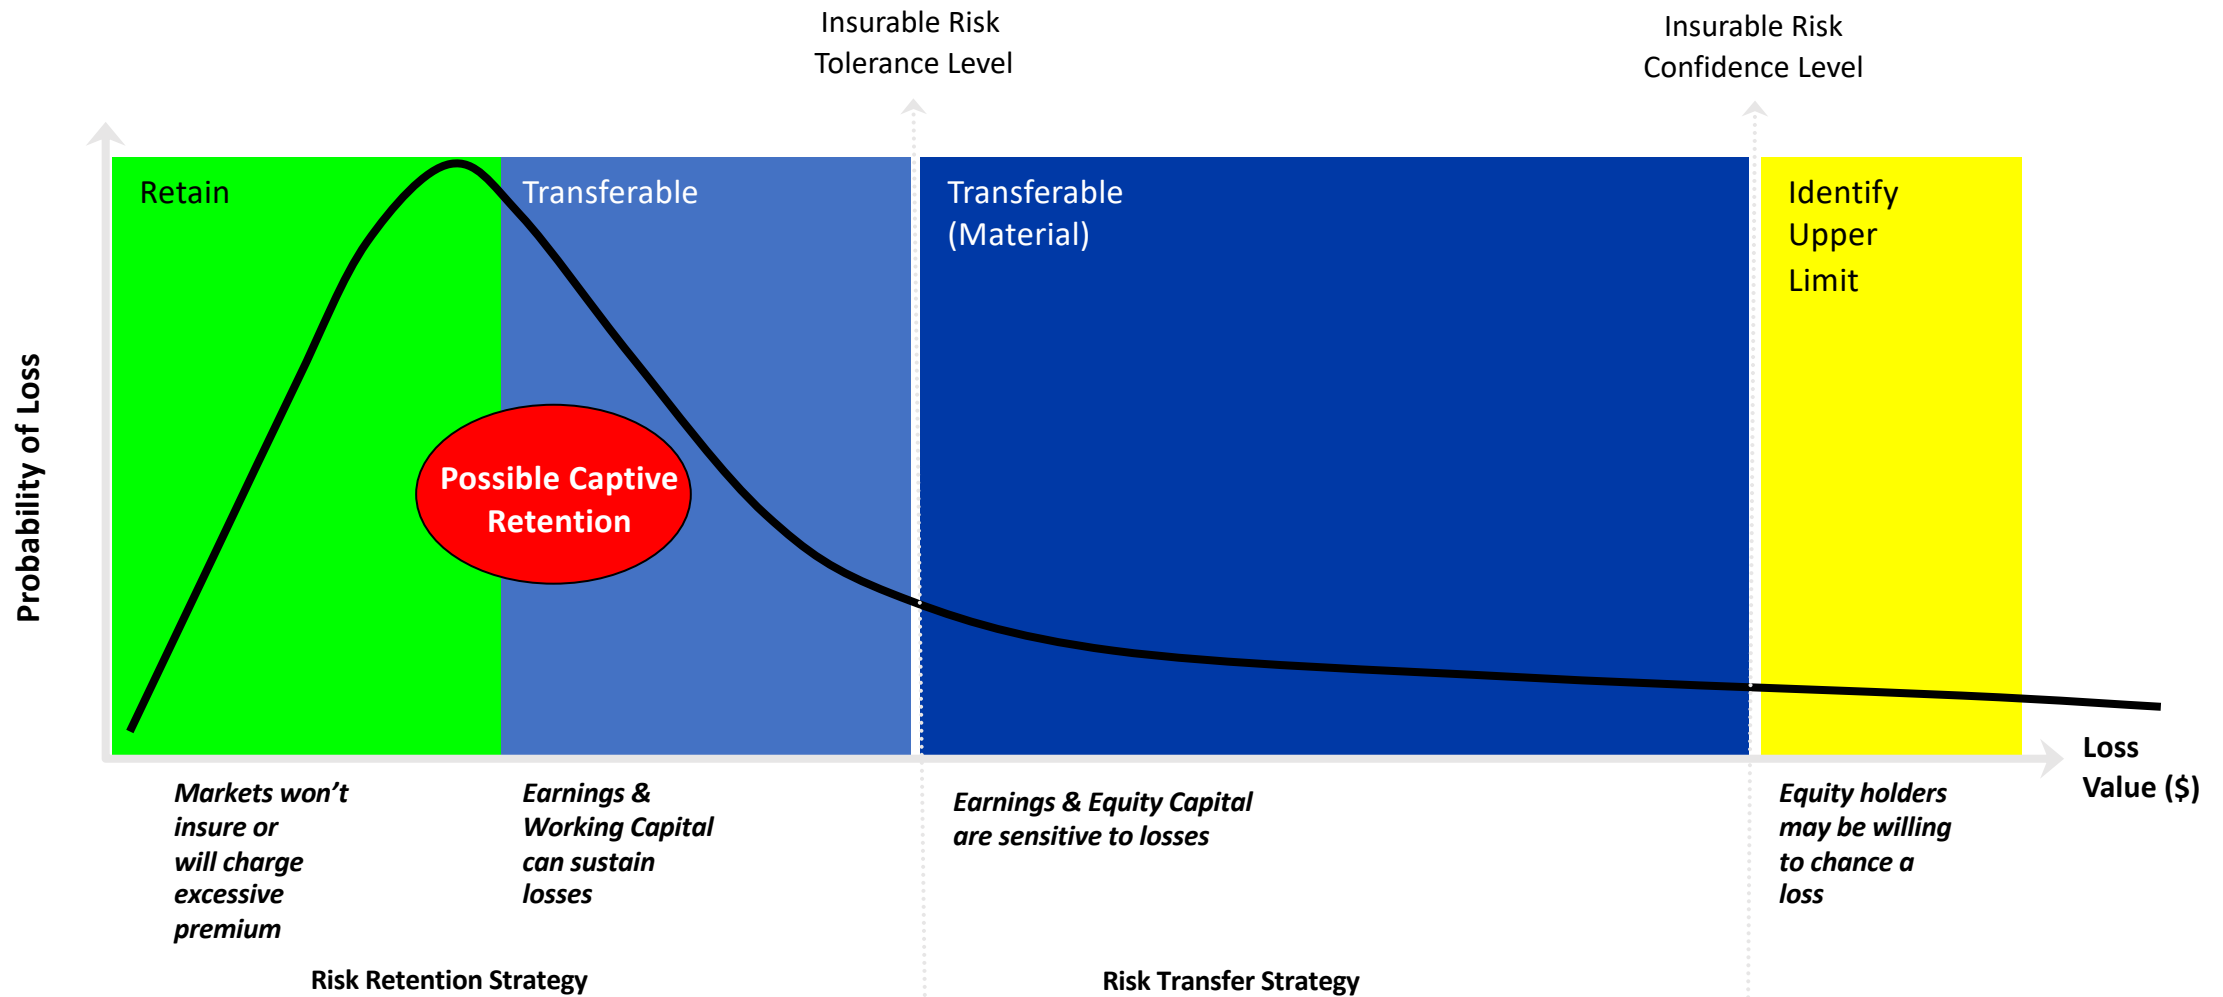 Insurable Risk
Tolerance Level
Insurable Risk
Confidence Level
Retain
Transferable
Transferable
(Material)
Identify
Upper
Limit
Probability of Loss
Possible Captive
Retention
Loss
Value ($)
Markets won’t
insure or
will charge
excessive
premium
Earnings &
Working Capital
can sustain
losses
Earnings & Equity Capital
are sensitive to losses
Equity holders
may be willing
to chance a
loss
Risk Retention Strategy
Risk Transfer Strategy